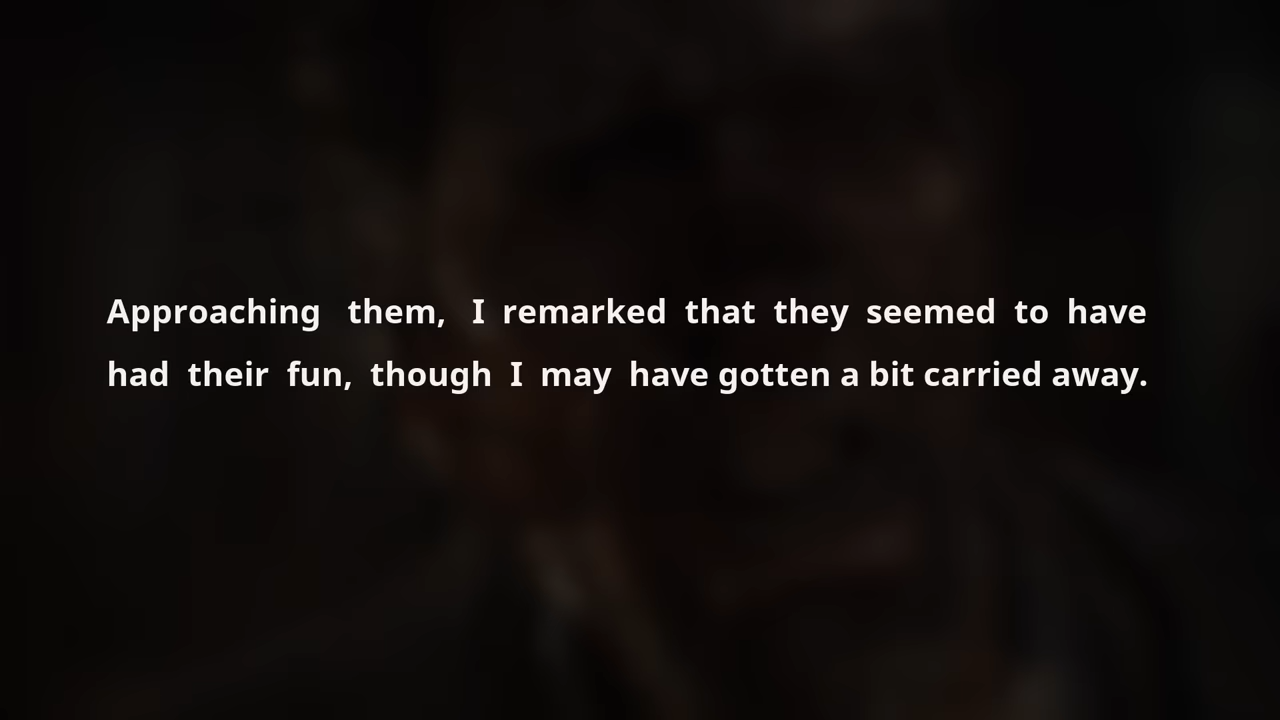 Approaching them, I remarked that they seemed to have
had their fun, though I may have gotten a bit carried away.